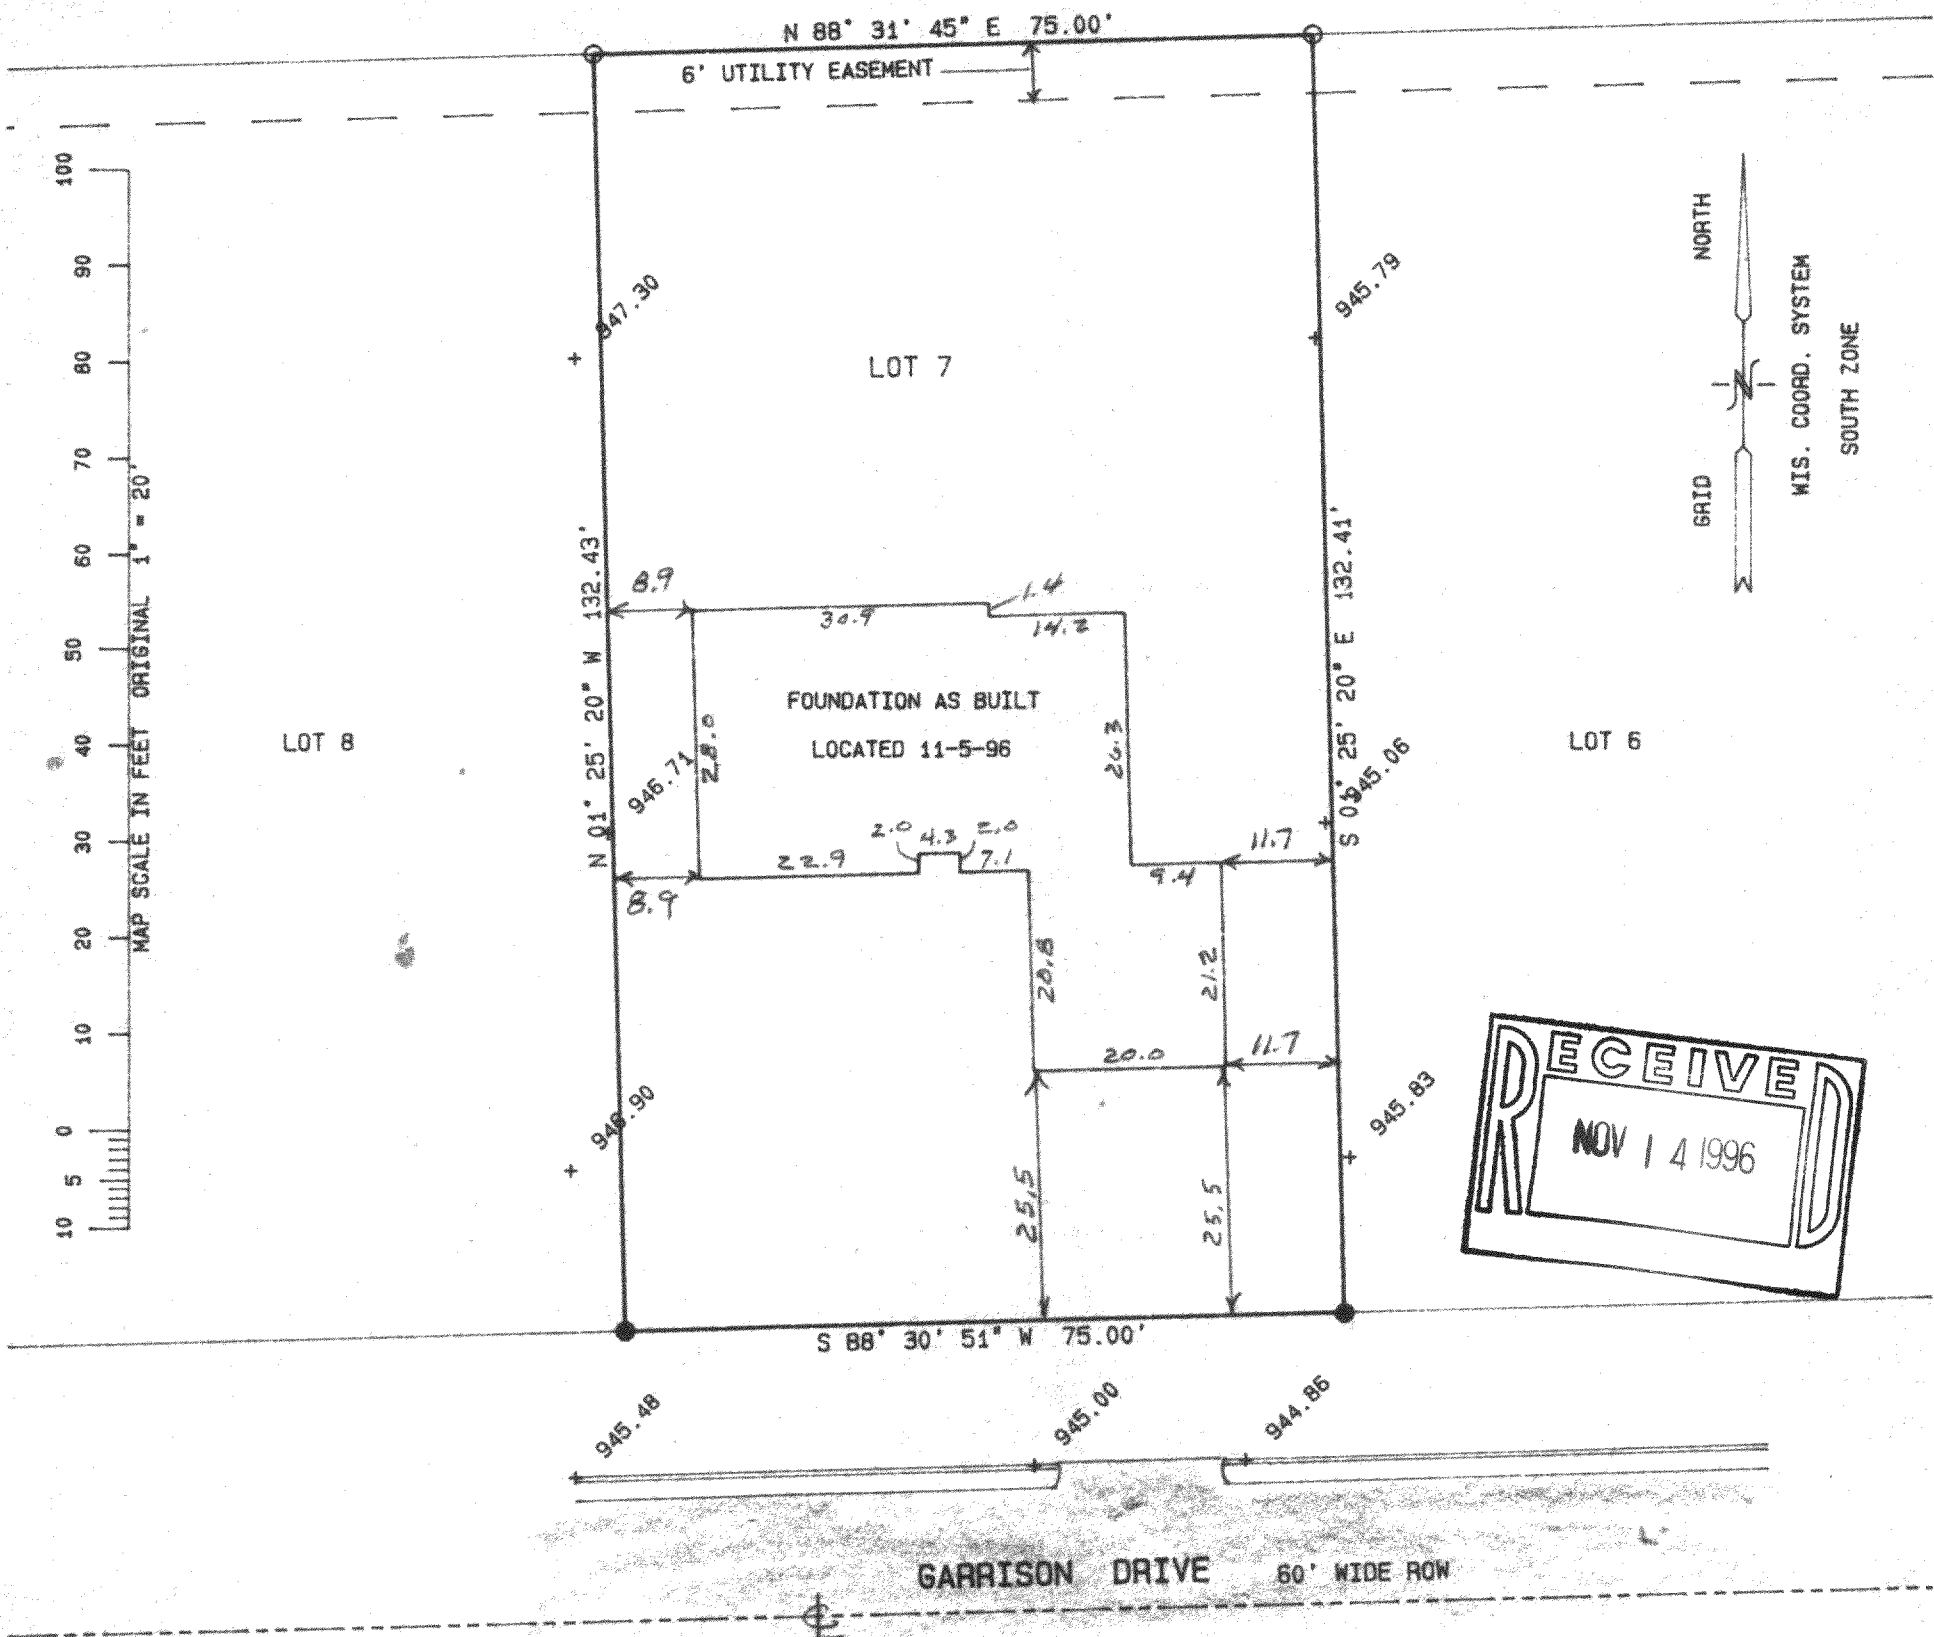 N 88° 31' 45" E 75.00'
6' UTILITY EASEMENT
100
90
80
70
60
50
40
30
20
10
0
5
10
MAP SCALE IN FEET ORIGINAL 1" = 20'
947.30
945.79
LOT 7
NORTH
GRID
N
WIS. COORD. SYSTEM
SOUTH ZONE
N 01° 25' 20" W 132.43'
S 01° 25' 20" E 132.41'
8.9
30.9
1.4
14.2
FOUNDATION AS BUILT
LOCATED 11-5-96
LOT 8
LOT 6
946.71
28.0
26.3
945.06
2.0
4.3
2.0
22.9
7.1
11.7
9.4
8.9
20.8
21.2
20.0
11.7
946.90
945.83
25.5
25.5
RECEIVED
NOV 14 1996
S 88° 30' 51" W 75.00'
945.48
945.00
944.86
GARRISON DRIVE 60' WIDE ROW